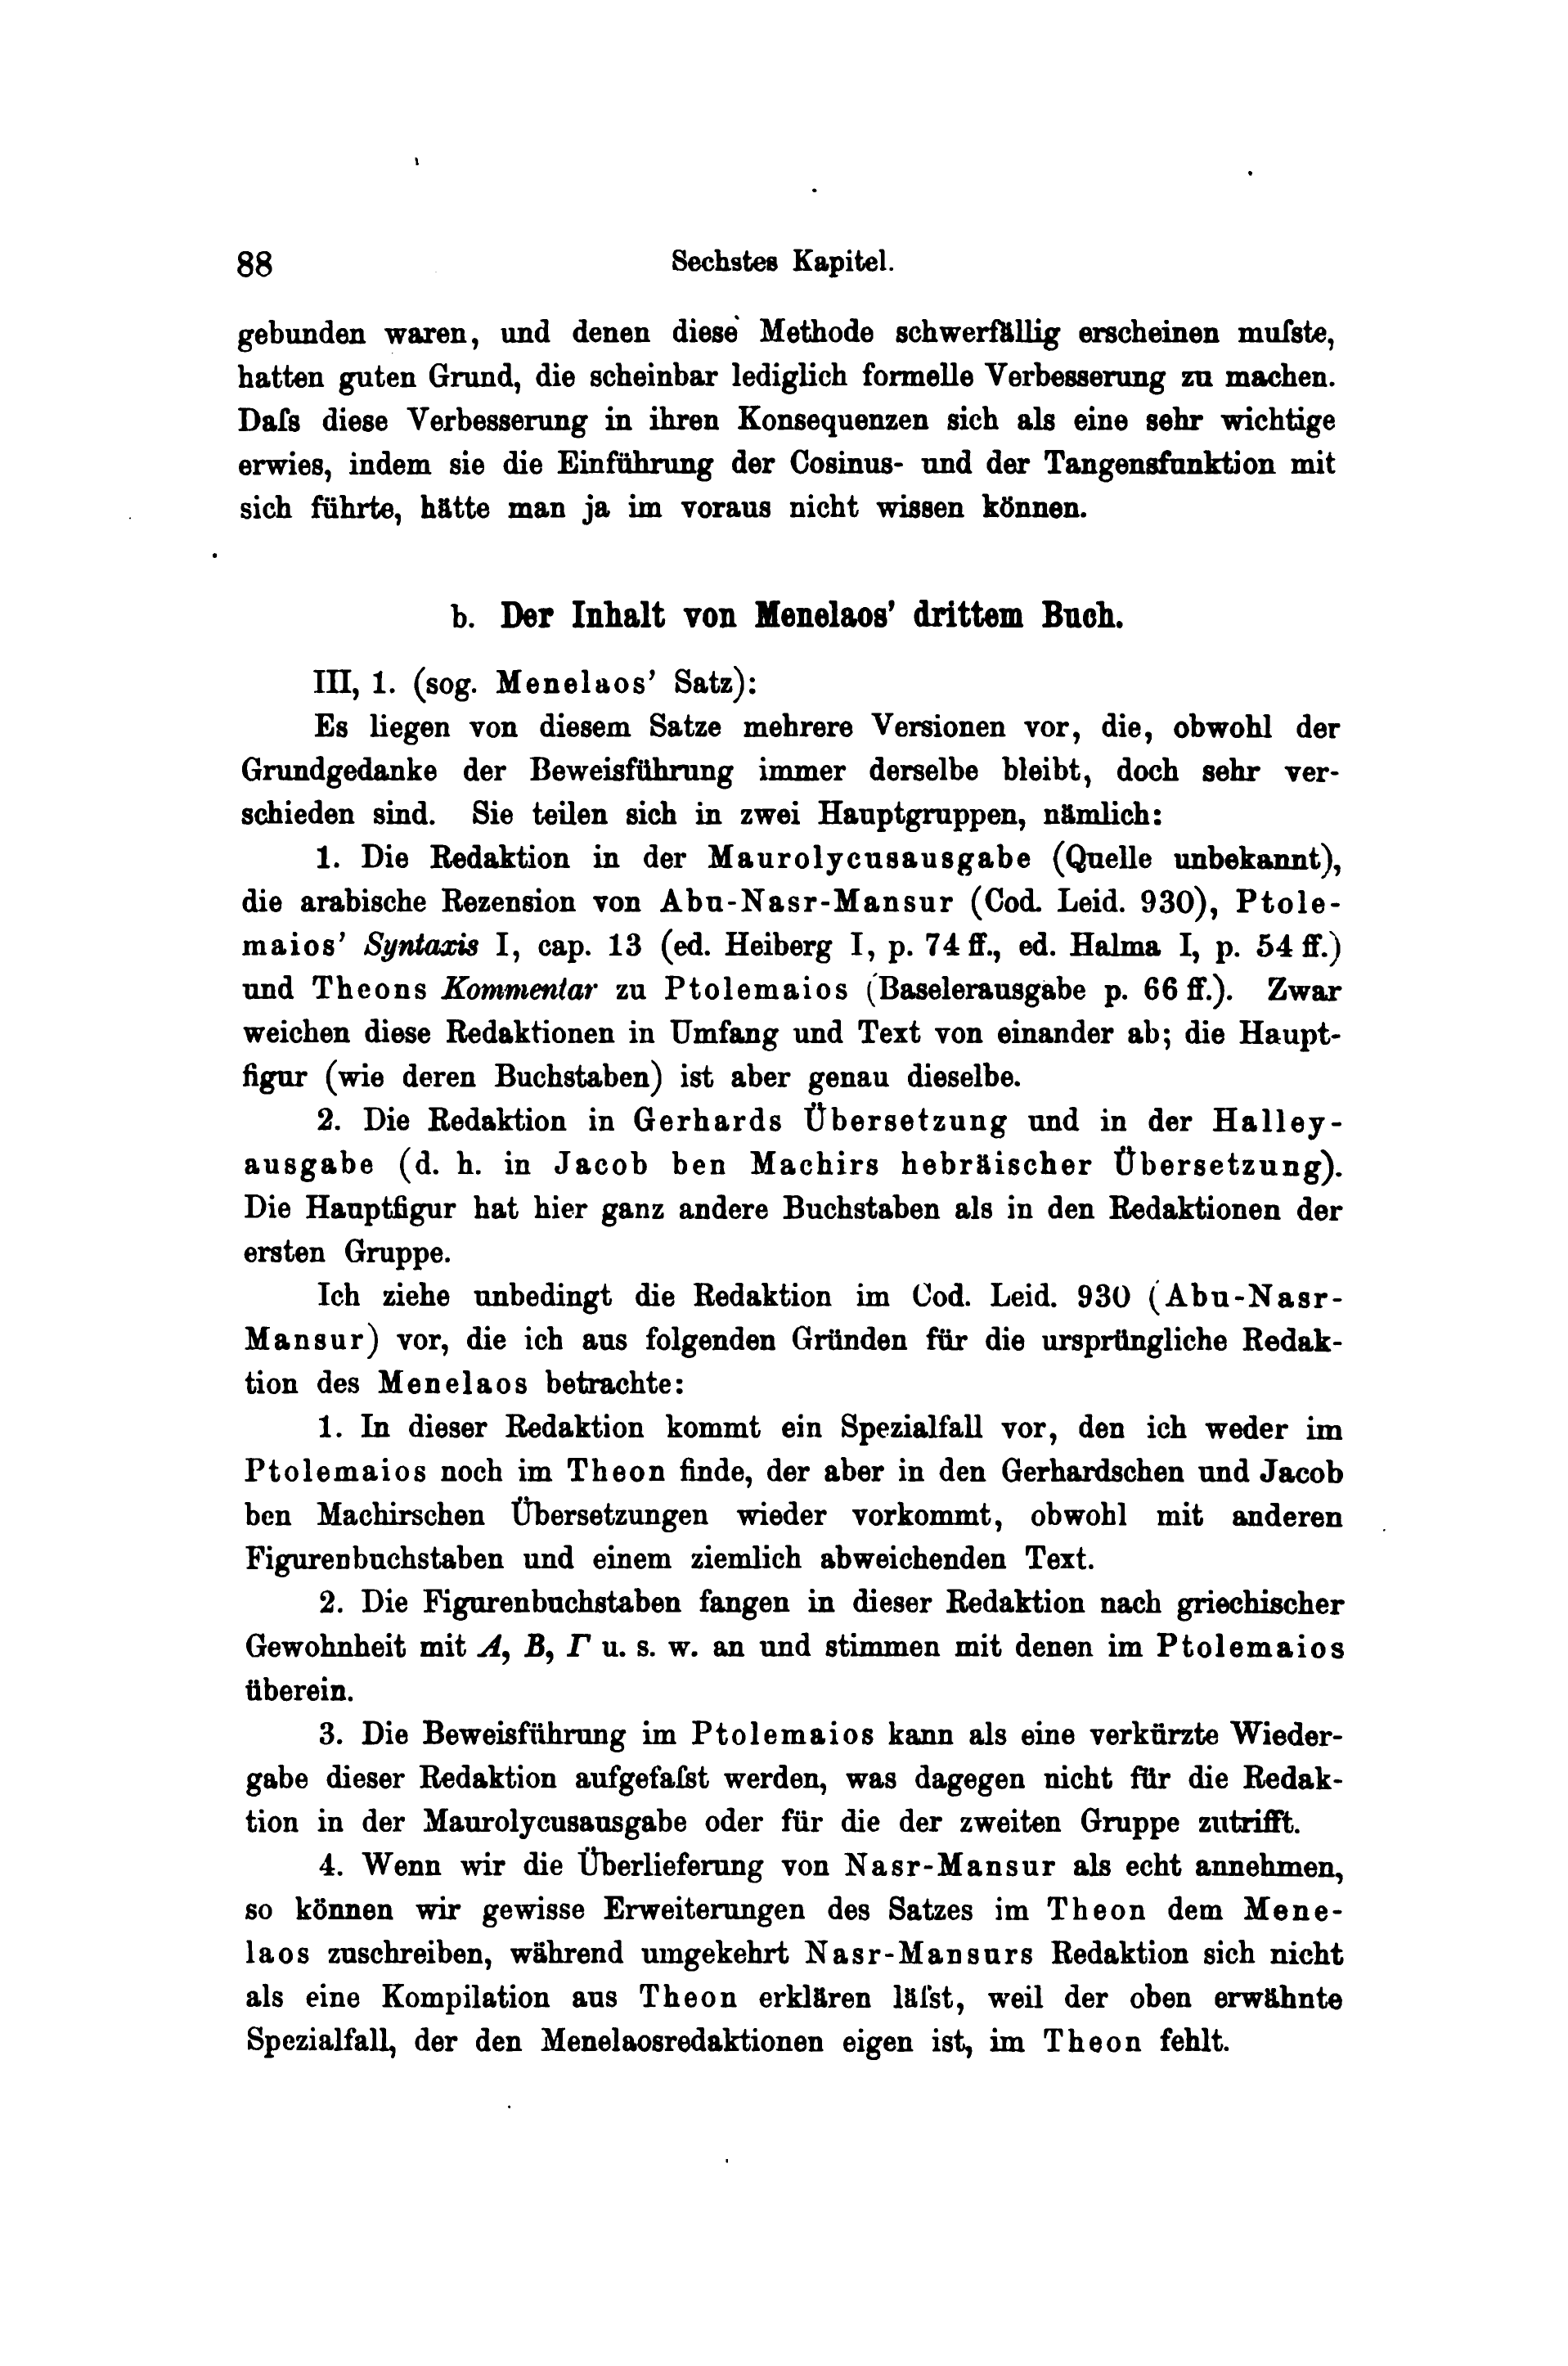 88 Sechstes Kapitel.
gebunden waren, und denen diese Methode schwerfällig erscheinen muſste,
hatten guten Grund, die scheinbar lediglich formelle Verbesserung zu machen.
Daſs diese Verbesserung in ihren Konsequenzen sich als eine sehr wichtige
erwies, indem sie die Einführung der Cosinus- und der Tangensfunktion mit
sich führte, hätte man ja im voraus nicht wissen können.
b. Der Inhalt von Menelaos' drittem Buch.
III, 1. (sog. Menelaos' Satz):
Es liegen von diesem Satze mehrere Versionen vor, die, obwohl der
Grundgedanke der Beweisführung immer derselbe bleibt, doch sehr ver-
schieden sind. Sie teilen sich in zwei Hauptgruppen, nämlich:
1. Die Redaktion in der Maurolycusausgabe (Quelle unbekannt),
die arabische Rezension von Abu-Nasr-Mansur (Cod. Leid. 930), Ptole-
maios' Syntaxis I, cap. 13 (ed. Heiberg I, p. 74 ff., ed. Halma I, p. 54 ff.)
und Theons Kommentar zu Ptolemaios (Baselerausgabe p. 66 ff.). Zwar
weichen diese Redaktionen in Umfang und Text von einander ab; die Haupt-
figur (wie deren Buchstaben) ist aber genau dieselbe.
2. Die Redaktion in Gerhards Übersetzung und in der Halley-
ausgabe (d. h. in Jacob ben Machirs hebräischer Übersetzung).
Die Hauptfigur hat hier ganz andere Buchstaben als in den Redaktionen der
ersten Gruppe.
Ich ziehe unbedingt die Redaktion im Cod. Leid. 930 (Abu-Nasr-
Mansur) vor, die ich aus folgenden Gründen für die ursprüngliche Redak-
tion des Menelaos betrachte:
1. In dieser Redaktion kommt ein Spezialfall vor, den ich weder im
Ptolemaios noch im Theon finde, der aber in den Gerhardschen und Jacob
ben Machirschen Übersetzungen wieder vorkommt, obwohl mit anderen
Figurenbuchstaben und einem ziemlich abweichenden Text.
2. Die Figurenbuchstaben fangen in dieser Redaktion nach griechischer
Gewohnheit mit A, B, Γ u. s. w. an und stimmen mit denen im Ptolemaios
überein.
3. Die Beweisführung im Ptolemaios kann als eine verkürzte Wieder-
gabe dieser Redaktion aufgefaſst werden, was dagegen nicht für die Redak-
tion in der Maurolycusausgabe oder für die der zweiten Gruppe zutrifft.
4. Wenn wir die Überlieferung von Nasr-Mansur als echt annehmen,
so können wir gewisse Erweiterungen des Satzes im Theon dem Mene-
laos zuschreiben, während umgekehrt Nasr-Mansurs Redaktion sich nicht
als eine Kompilation aus Theon erklären läſst, weil der oben erwähnte
Spezialfall, der den Menelaosredaktionen eigen ist, im Theon fehlt.